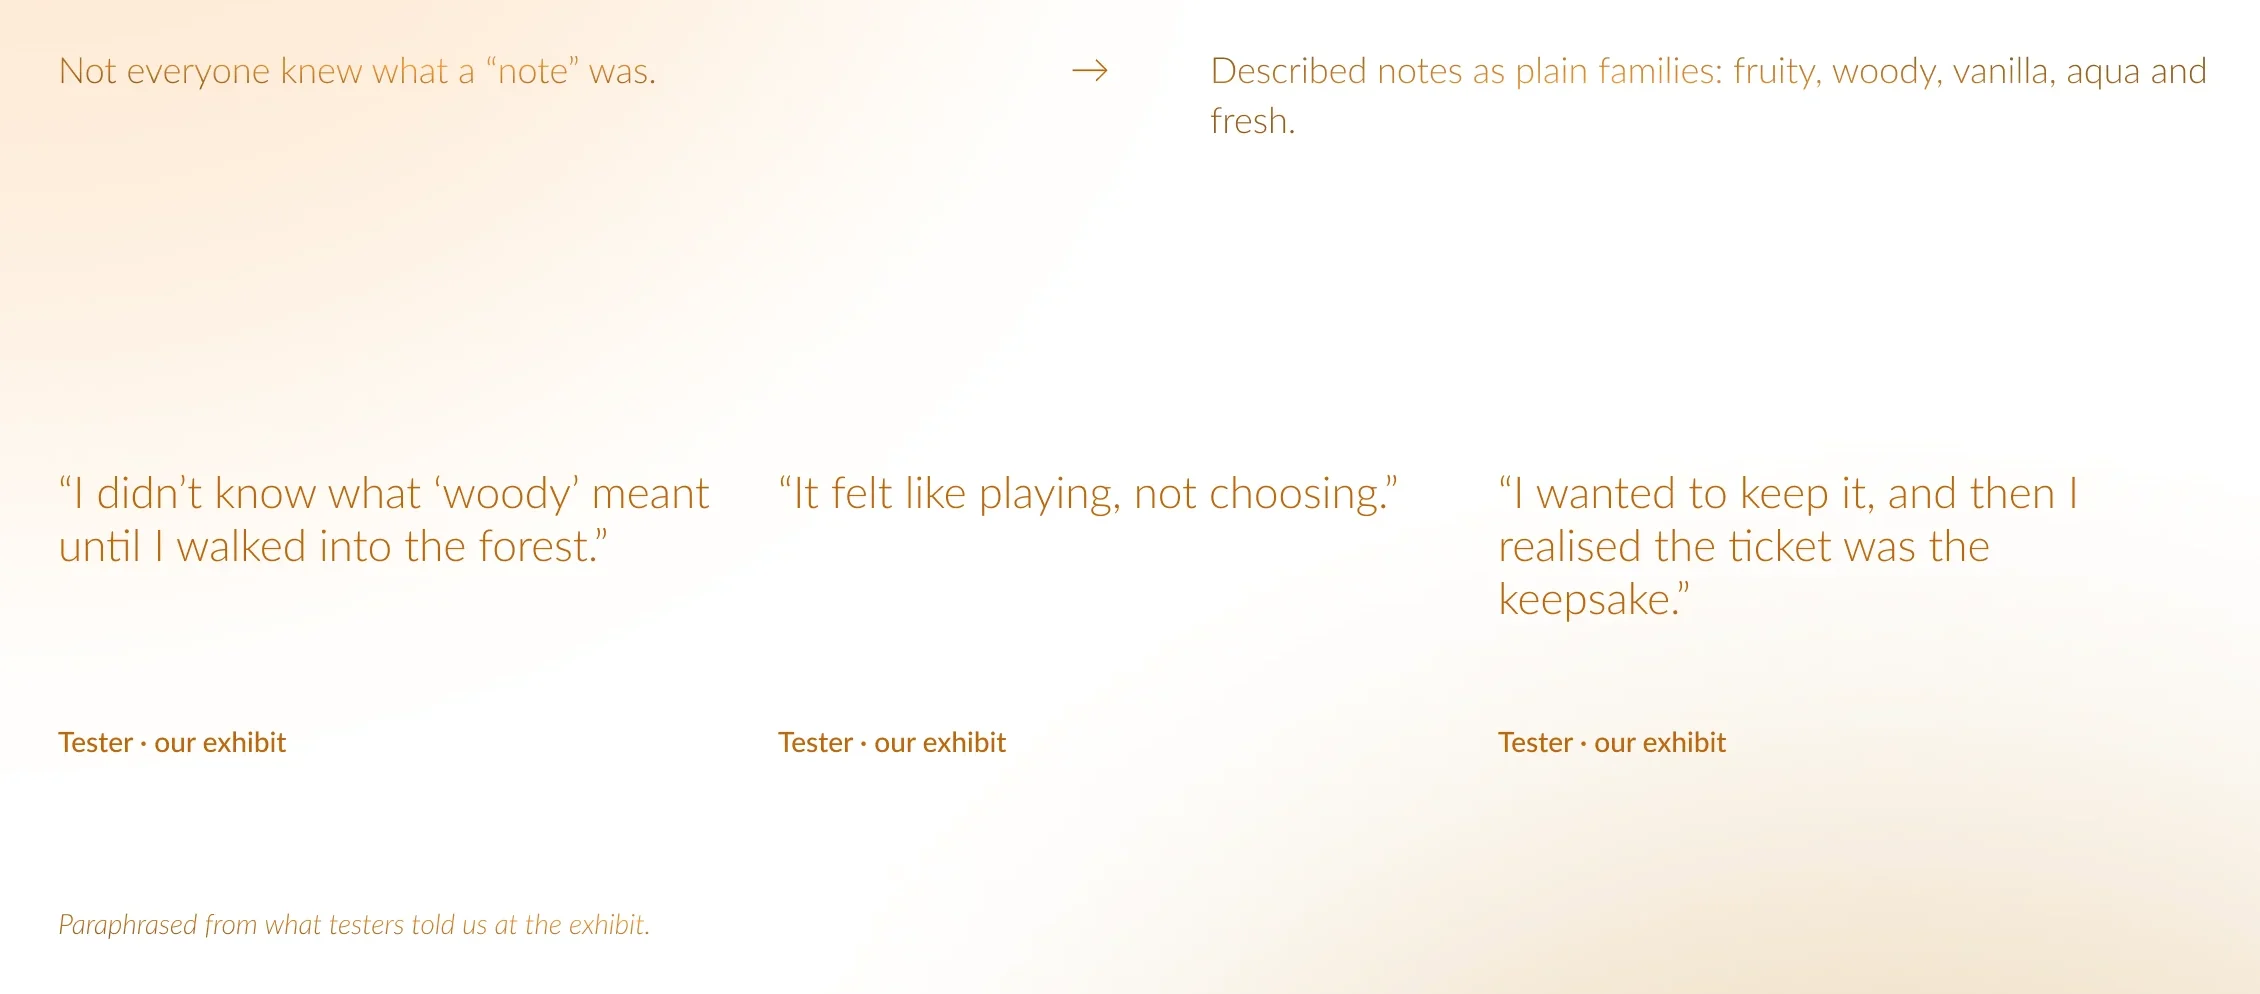 Not everyone knew what a “note” was.
→
Described notes as plain families: fruity, woody, vanilla, aqua and
fresh.
“I didn’t know what ‘woody’ meant
until I walked into the forest.”
Tester · our exhibit
“It felt like playing, not choosing.”
Tester · our exhibit
“I wanted to keep it, and then I
realised the ticket was the
keepsake.”
Tester · our exhibit
Paraphrased from what testers told us at the exhibit.